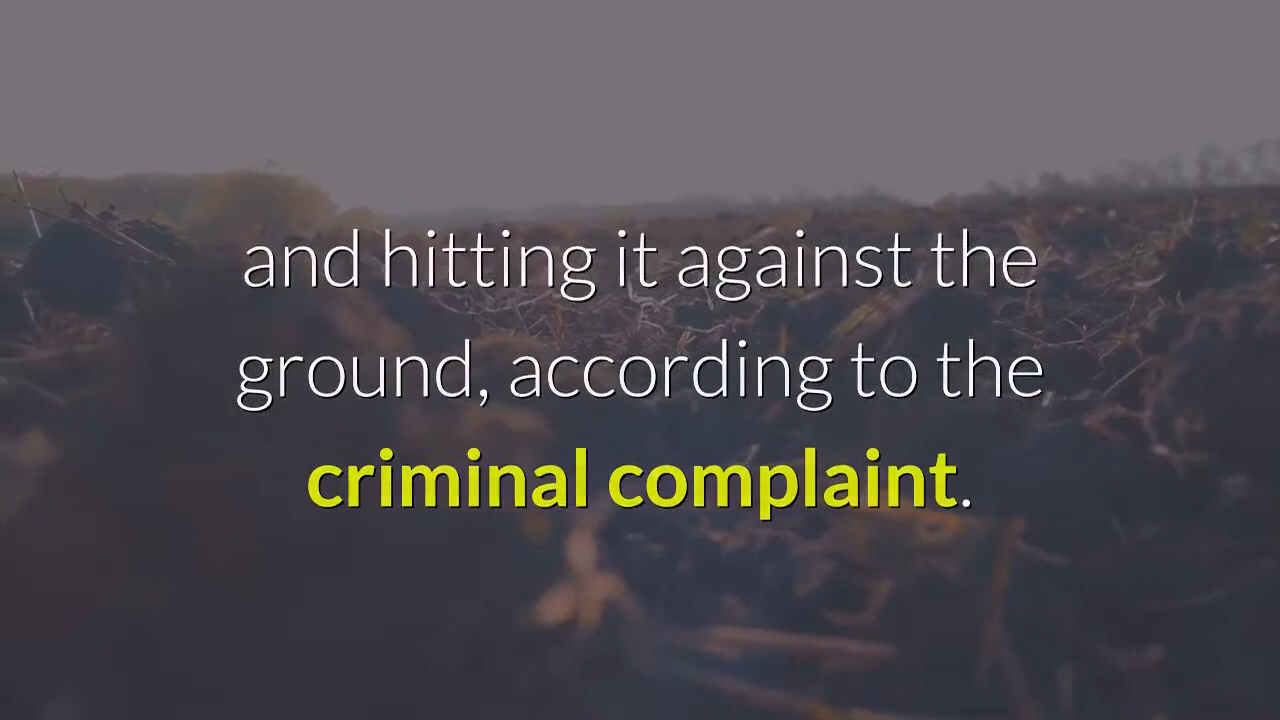 and hitting it against the
ground, according to the
criminal complaint.